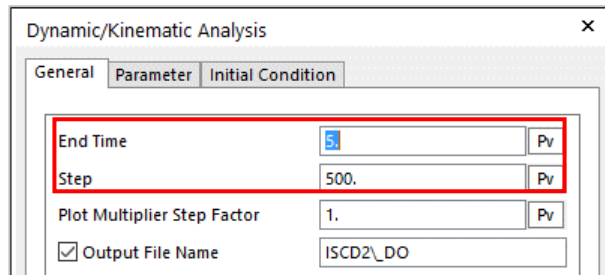 Dynamic/Kinematic Analysis ×
General Parameter Initial Condition
End Time 5. Pv
Step 500. Pv
Plot Multiplier Step Factor 1. Pv
Output File Name ISCD2\_DO